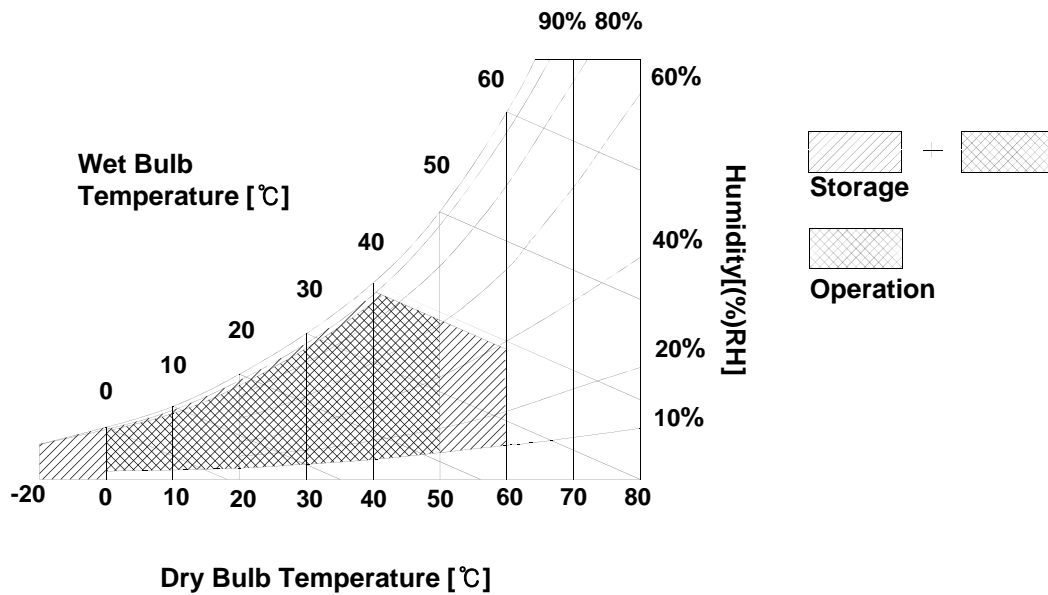 90% 80%
60
60%
50
Wet Bulb
Temperature [℃]
Storage
40
40%
Humidity[(%)RH]
30
Operation
20
20%
10
0
10%
-20 0 10 20 30 40 50 60 70 80
Dry Bulb Temperature [℃]